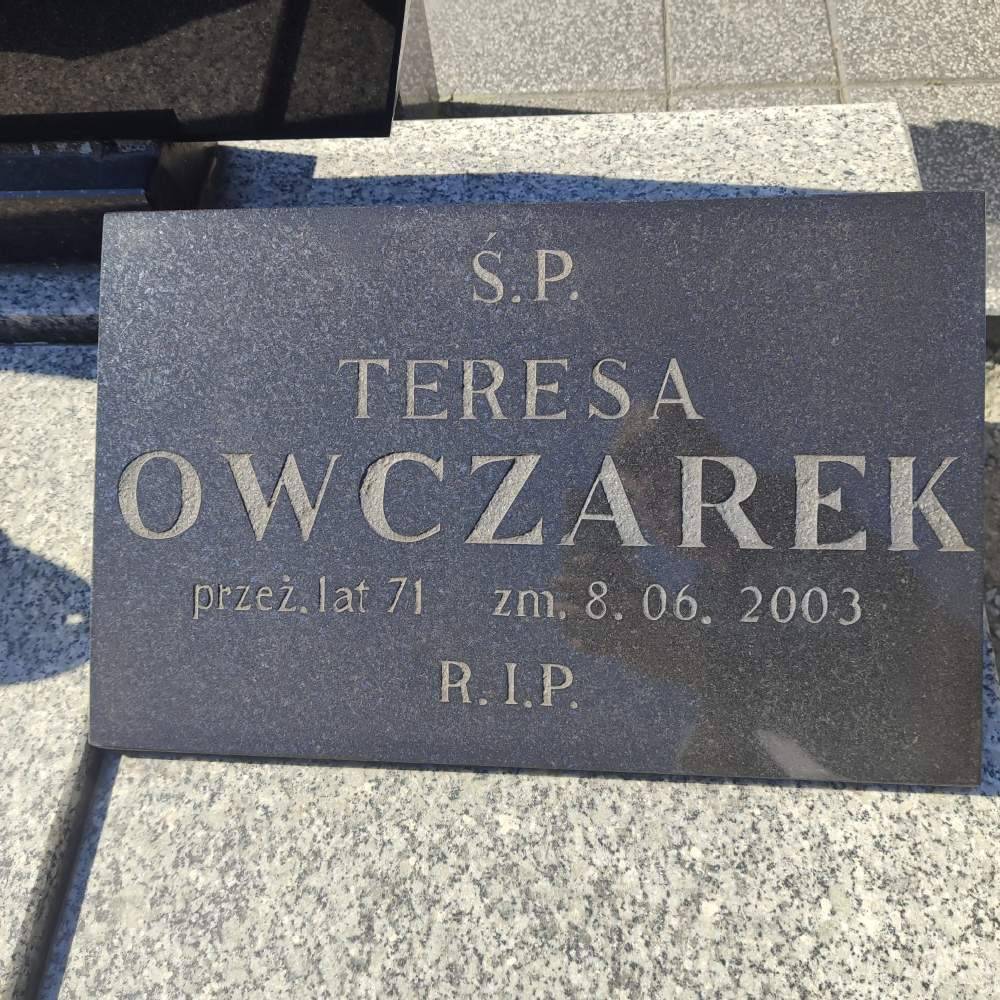 Ś.P.
TERESA
OWCZAREK
przeż. lat 71 zm. 8. 06. 2003
R.I.P.